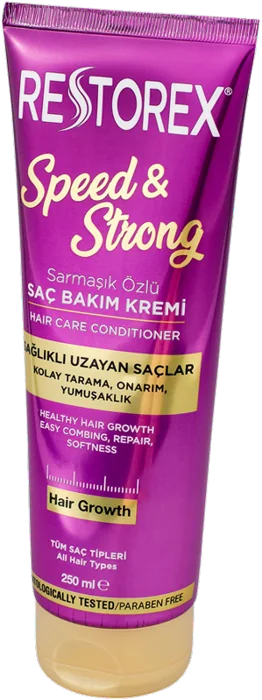 RESTOREX®
Speed &
Strong
Sarmaşık Özlü
SAÇ BAKIM KREMİ
HAIR CARE CONDITIONER
SAĞLIKLI UZAYAN SAÇLAR
KOLAY TARAMA, ONARIM,
YUMUŞAKLIK
HEALTHY HAIR GROWTH
EASY COMBING, REPAIR,
SOFTNESS
Hair Growth
TÜM SAÇ TİPLERİ
All Hair Types
250 ml e
TESTED/PARABEN FREE